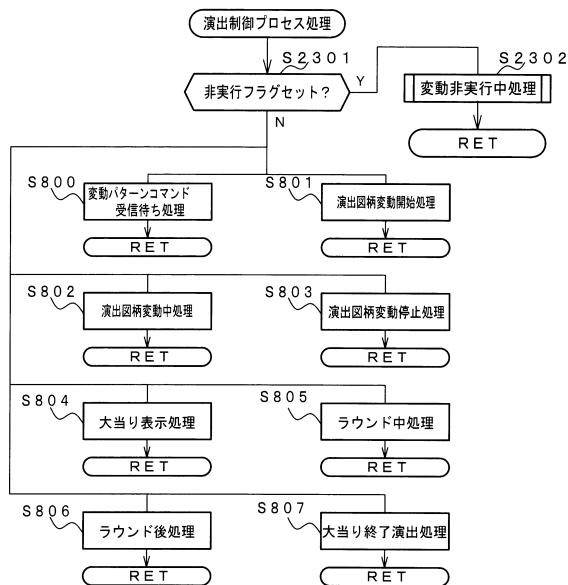 演出制御プロセス処理
S2301
S2302
非実行フラグセット?
Y
変動非実行中処理
N
RET
S800
変動パターンコマンド
受信待ち処理
S801
演出図柄変動開始処理
RET
RET
S802
演出図柄変動中処理
S803
演出図柄変動停止処理
RET
RET
S804
大当り表示処理
S805
ラウンド中処理
RET
RET
S806
ラウンド後処理
S807
大当り終了演出処理
RET
RET